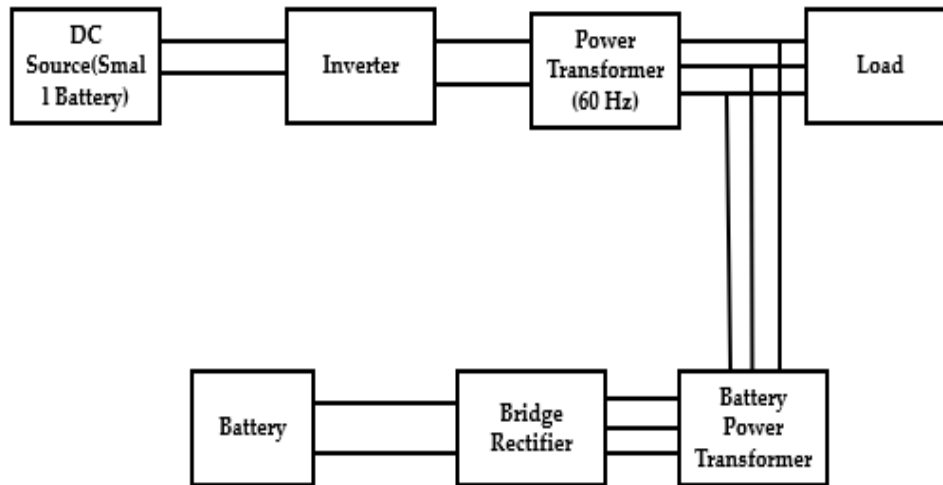 DC
Source(Smal
l Battery)
Inverter
Power
Transformer
(60 Hz)
Load
Battery
Bridge
Rectifier
Battery
Power
Transformer